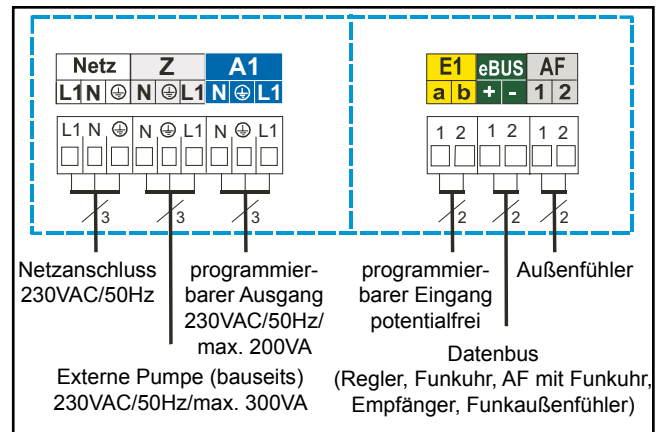 Netz Z A1
L1 N ⏚ N ⏚ L1 N ⏚ L1
L1 N ⏚ N ⏚ L1 N ⏚ L1
3 3 3
E1 eBUS AF
a b + - 1 2
1 2 1 2 1 2
2 2 2
Netzanschluss
230VAC/50Hz
programmier-
barer Ausgang
230VAC/50Hz/
max. 200VA
Externe Pumpe (bauseits)
230VAC/50Hz/max. 300VA
programmier-
barer Eingang
potentialfrei
Außenfühler
Datenbus
(Regler, Funkuhr, AF mit Funkuhr,
Empfänger, Funkaußenfühler)